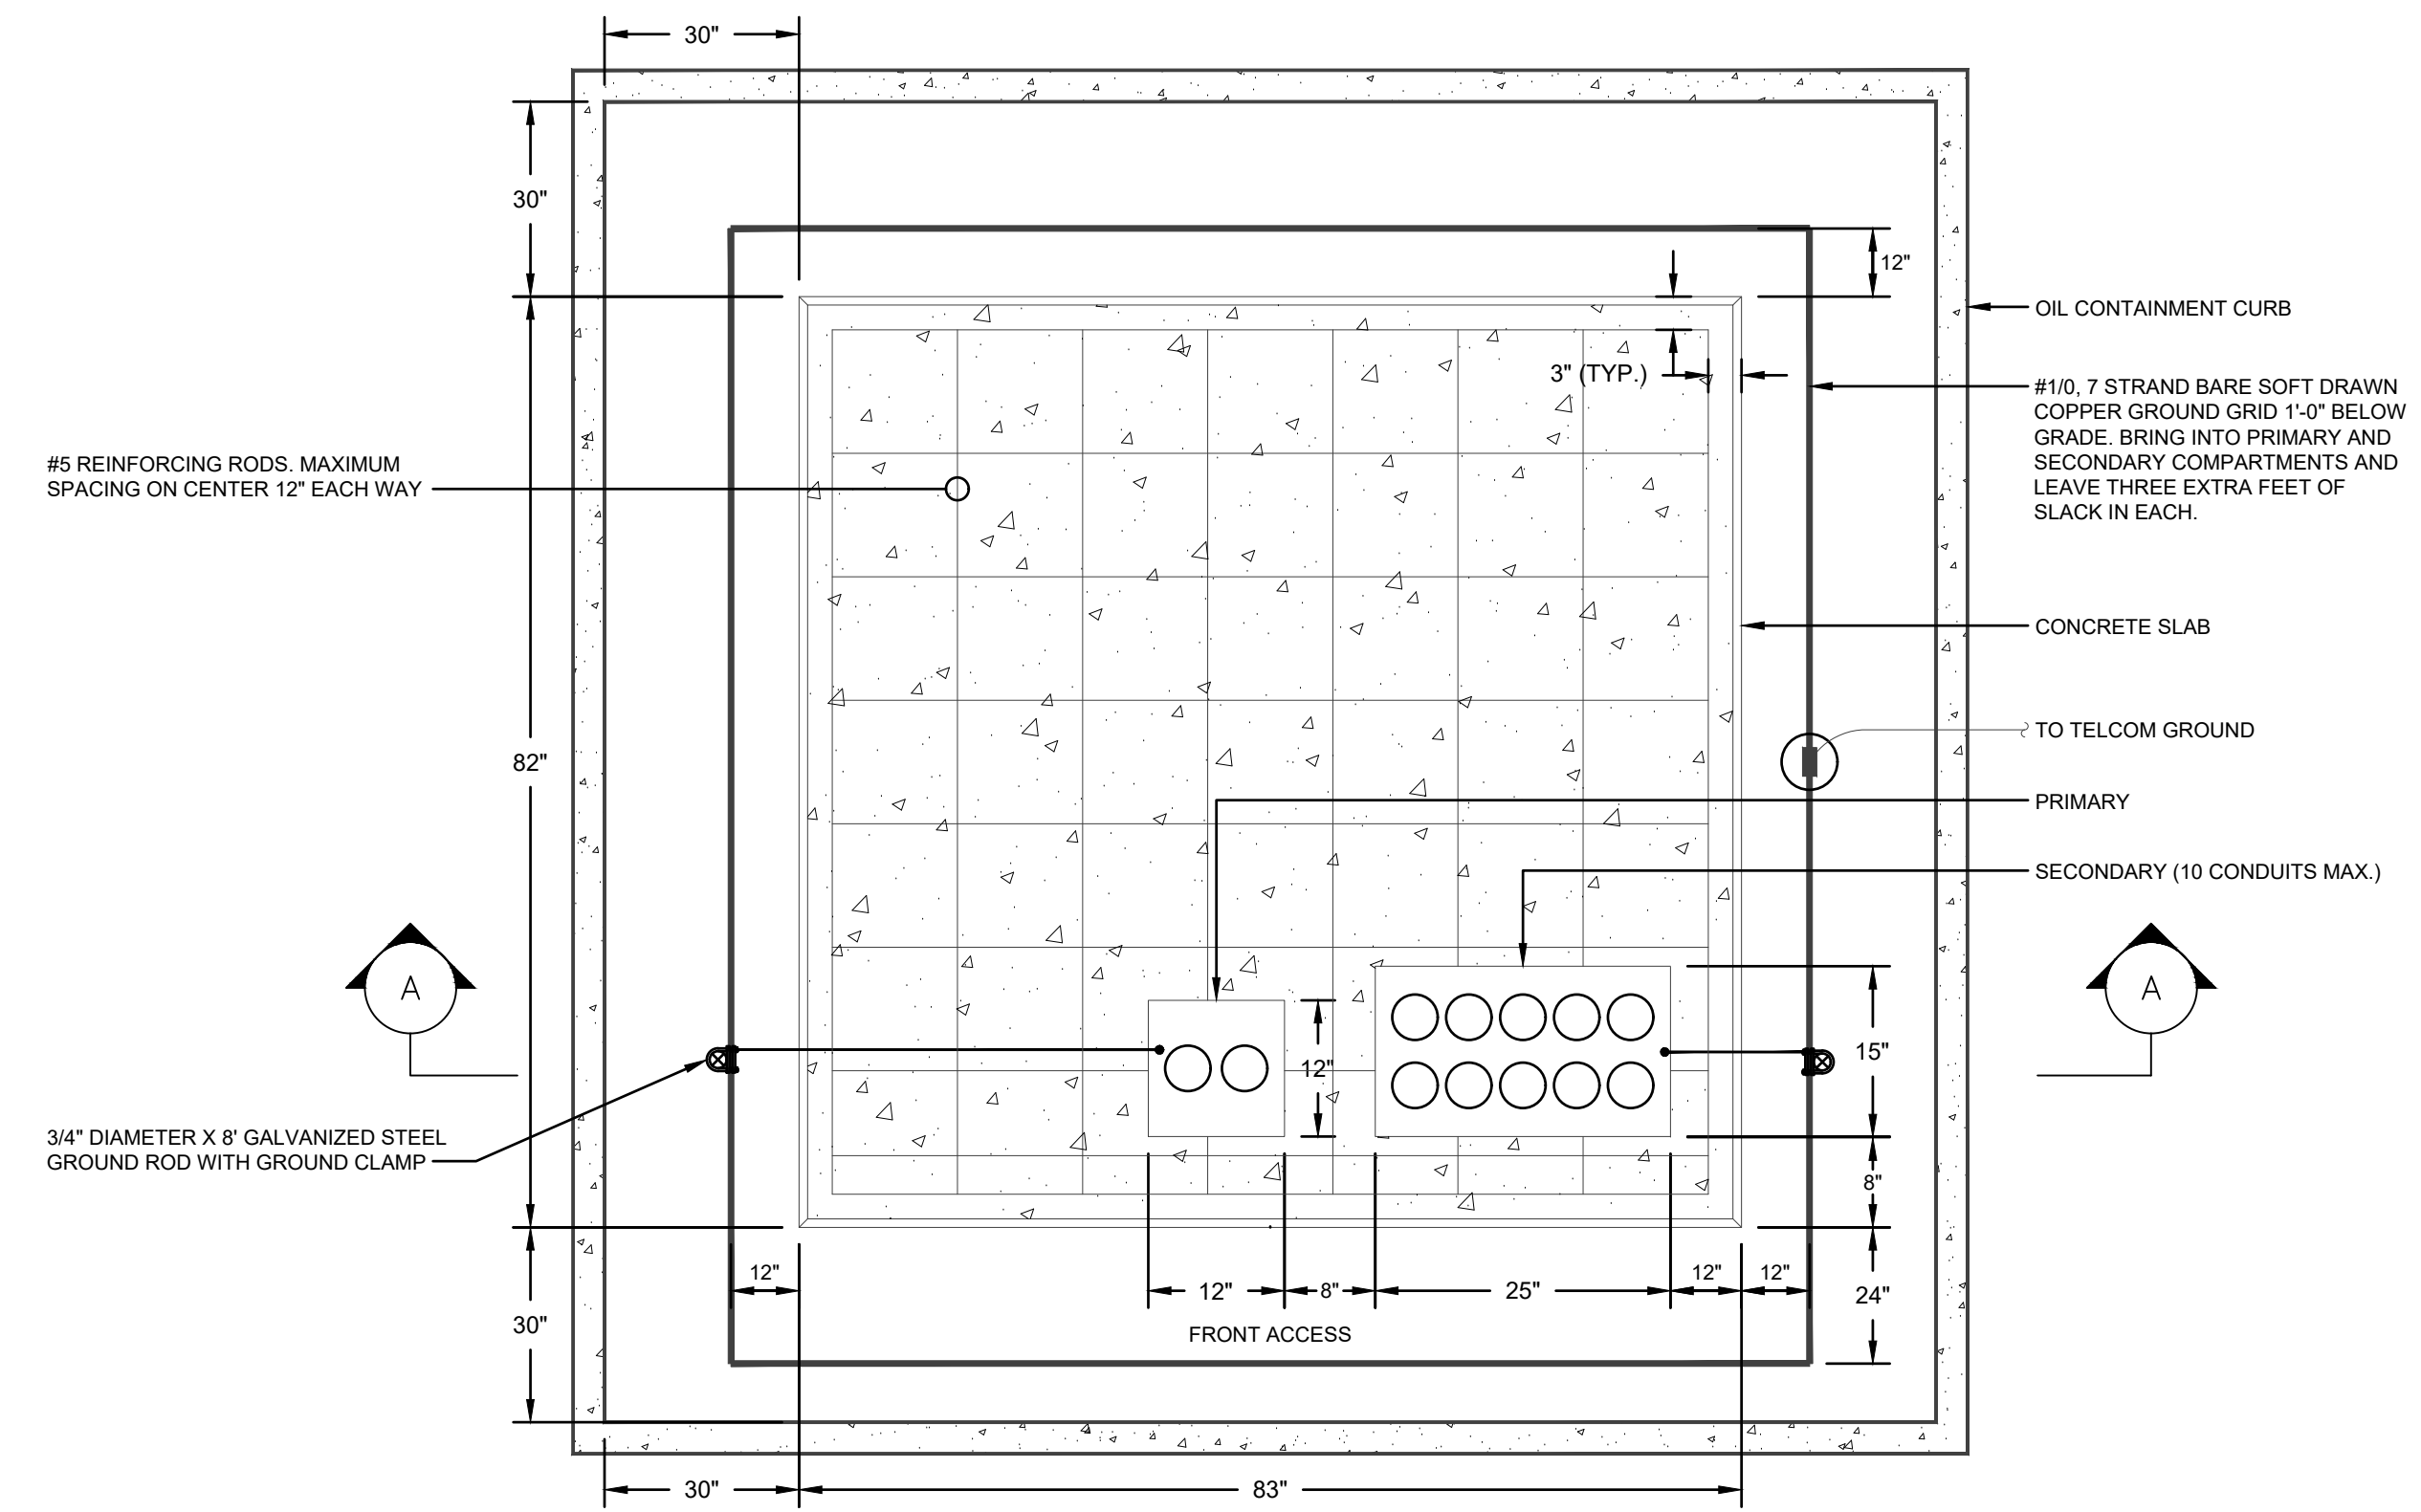 30"
30"
12"
OIL CONTAINMENT CURB
3" (TYP.)
#1/0, 7 STRAND BARE SOFT DRAWN
COPPER GROUND GRID 1'-0" BELOW
GRADE. BRING INTO PRIMARY AND
SECONDARY COMPARTMENTS AND
LEAVE THREE EXTRA FEET OF
SLACK IN EACH.
#5 REINFORCING RODS. MAXIMUM
SPACING ON CENTER 12" EACH WAY
CONCRETE SLAB
TO TELCOM GROUND
82"
PRIMARY
SECONDARY (10 CONDUITS MAX.)
A
A
12"
15"
3/4" DIAMETER X 8' GALVANIZED STEEL
GROUND ROD WITH GROUND CLAMP
8"
12"
12"
8"
25"
12"
12"
24"
30"
FRONT ACCESS
30"
83"